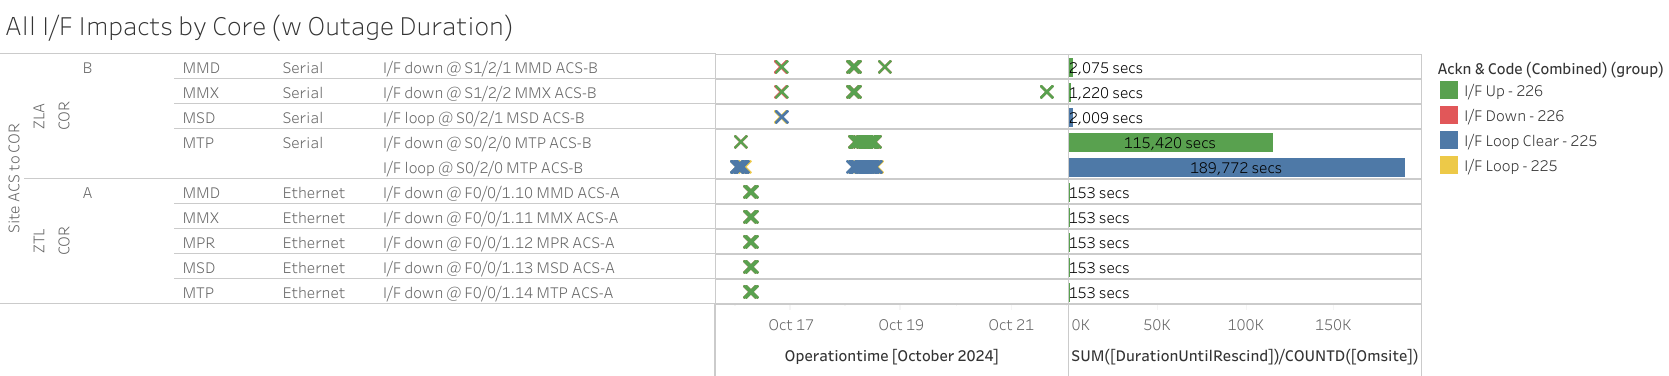 All I/F Impacts by Core (w Outage Duration)
Site ACS to COR
ZLA COR B MMD Serial I/F down @ S1/2/1 MMD ACS-B 2,075 secs
MMX Serial I/F down @ S1/2/2 MMX ACS-B 1,220 secs
MSD Serial I/F loop @ S0/2/1 MSD ACS-B 2,009 secs
MTP Serial I/F down @ S0/2/0 MTP ACS-B 115,420 secs
I/F loop @ S0/2/0 MTP ACS-B 189,772 secs
ZTL COR A MMD Ethernet I/F down @ F0/0/1.10 MMD ACS-A 153 secs
MMX Ethernet I/F down @ F0/0/1.11 MMX ACS-A 153 secs
MPR Ethernet I/F down @ F0/0/1.12 MPR ACS-A 153 secs
MSD Ethernet I/F down @ F0/0/1.13 MSD ACS-A 153 secs
MTP Ethernet I/F down @ F0/0/1.14 MTP ACS-A 153 secs
Oct 17 Oct 19 Oct 21 0K 50K 100K 150K
Operationtime [October 2024] SUM([DurationUntilRescind])/COUNTD([Omsite])
Ackn & Code (Combined) (group)
I/F Up - 226
I/F Down - 226
I/F Loop Clear - 225
I/F Loop - 225